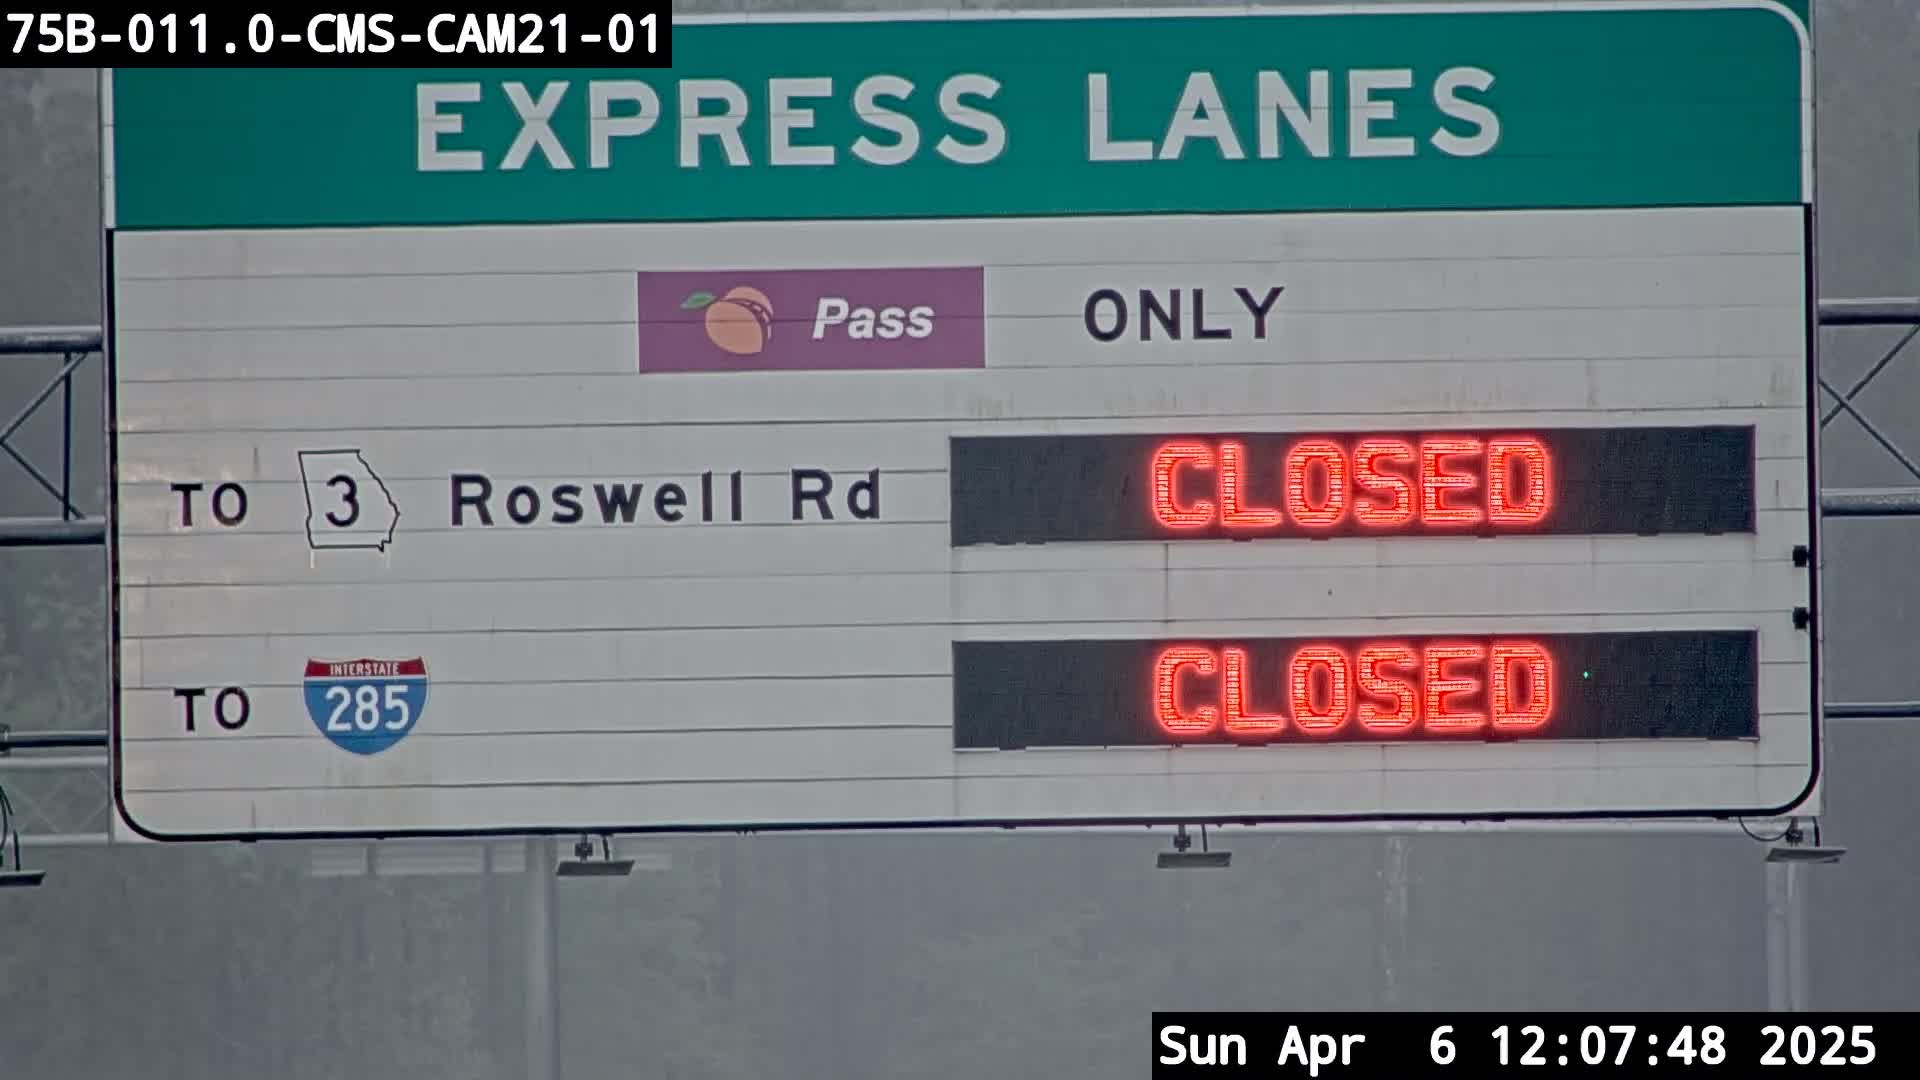 75B-011.0-CMS-CAM21-01
EXPRESS LANES
Pass ONLY
TO 3 Roswell Rd CLOSED
TO INTERSTATE 285 CLOSED
Sun Apr 6 12:07:48 2025